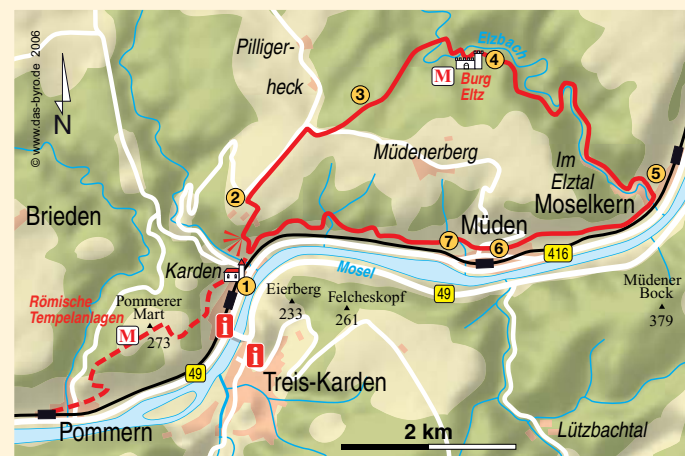 © www.das-byro.de 2006
N
Pilliger-
heck
Elzbach
M
Burg
Eltz
4
3
Müdenerberg
Im
Elztal
5
Moselkern
2
Brieden
Müden
7
6
416
Karden
1
Mosel
Römische
Tempelanlagen
Pommerer
Mart
273
M
Eierberg
233
Felcheskopf
261
49
Müdener
Bock
379
i
i
49
Treis-Karden
Pommern
2 km
Lützbachtal